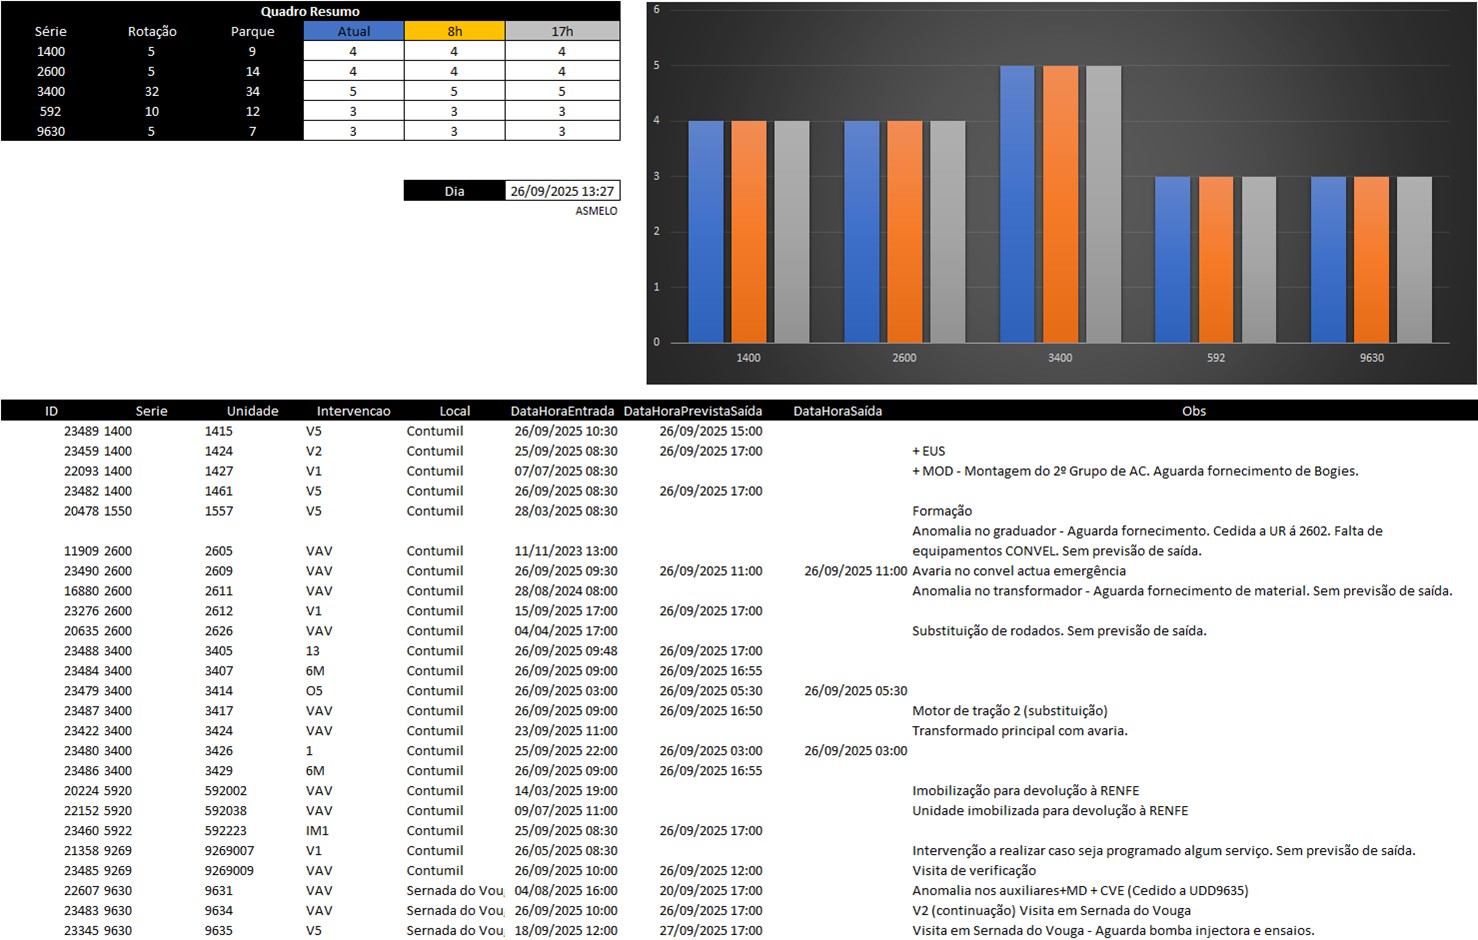 Quadro Resumo
Série Rotação Parque Atual 8h 17h
1400 5 9 4 4 4
2600 5 14 4 4 4
3400 32 34 5 5 5
592 10 12 3 3 3
9630 5 7 3 3 3
Dia 26/09/2025 13:27
ASMELO
6
5
4
3
2
1
0
1400 2600 3400 592 9630
ID Serie Unidade Intervencao Local DataHoraEntrada DataHoraPrevistaSaída DataHoraSaída Obs
23489 1400 1415 V5 Contumil 26/09/2025 10:30 26/09/2025 15:00
23459 1400 1424 V2 Contumil 25/09/2025 08:30 26/09/2025 17:00 + EUS
22093 1400 1427 V1 Contumil 07/07/2025 08:30 + MOD - Montagem do 2º Grupo de AC. Aguarda fornecimento de Bogies.
23482 1400 1461 V5 Contumil 26/09/2025 08:30 26/09/2025 17:00
20478 1550 1557 V5 Contumil 28/03/2025 08:30 Formação
Anomalia no graduador - Aguarda fornecimento. Cedida a UR á 2602. Falta de
11909 2600 2605 VAV Contumil 11/11/2023 13:00 equipamentos CONVEL. Sem previsão de saída.
23490 2600 2609 VAV Contumil 26/09/2025 09:30 26/09/2025 11:00 26/09/2025 11:00 Avaria no convel actua emergência
16880 2600 2611 VAV Contumil 28/08/2024 08:00 Anomalia no transformador - Aguarda fornecimento de material. Sem previsão de saída.
23276 2600 2612 V1 Contumil 15/09/2025 17:00 26/09/2025 17:00
20635 2600 2626 VAV Contumil 04/04/2025 17:00 Substituição de rodados. Sem previsão de saída.
23488 3400 3405 13 Contumil 26/09/2025 09:48 26/09/2025 17:00
23484 3400 3407 6M Contumil 26/09/2025 09:00 26/09/2025 16:55
23479 3400 3414 O5 Contumil 26/09/2025 03:00 26/09/2025 05:30 26/09/2025 05:30
23487 3400 3417 VAV Contumil 26/09/2025 09:00 26/09/2025 16:50 Motor de tração 2 (substituição)
23422 3400 3424 VAV Contumil 23/09/2025 11:00 Transformado principal com avaria.
23480 3400 3426 1 Contumil 25/09/2025 22:00 26/09/2025 03:00 26/09/2025 03:00
23486 3400 3429 6M Contumil 26/09/2025 09:00 26/09/2025 16:55
20224 5920 592002 VAV Contumil 14/03/2025 19:00 Imobilização para devolução à RENFE
22152 5920 592038 VAV Contumil 09/07/2025 11:00 Unidade imobilizada para devolução à RENFE
23460 5922 592223 IM1 Contumil 25/09/2025 08:30 26/09/2025 17:00
21358 9269 9269007 V1 Contumil 26/05/2025 08:30 Intervenção a realizar caso seja programado algum serviço. Sem previsão de saída.
23485 9269 9269009 VAV Contumil 26/09/2025 10:00 26/09/2025 12:00 Visita de verificação
22607 9630 9631 VAV Sernada do Vou 04/08/2025 16:00 20/09/2025 17:00 Anomalia nos auxiliares+MD + CVE (Cedido a UDD9635)
23483 9630 9634 VAV Sernada do Vou 26/09/2025 10:00 26/09/2025 17:00 V2 (continuação) Visita em Sernada do Vouga
23345 9630 9635 V5 Sernada do Vou 18/09/2025 12:00 27/09/2025 17:00 Visita em Sernada do Vouga - Aguarda bomba injectora e ensaios.